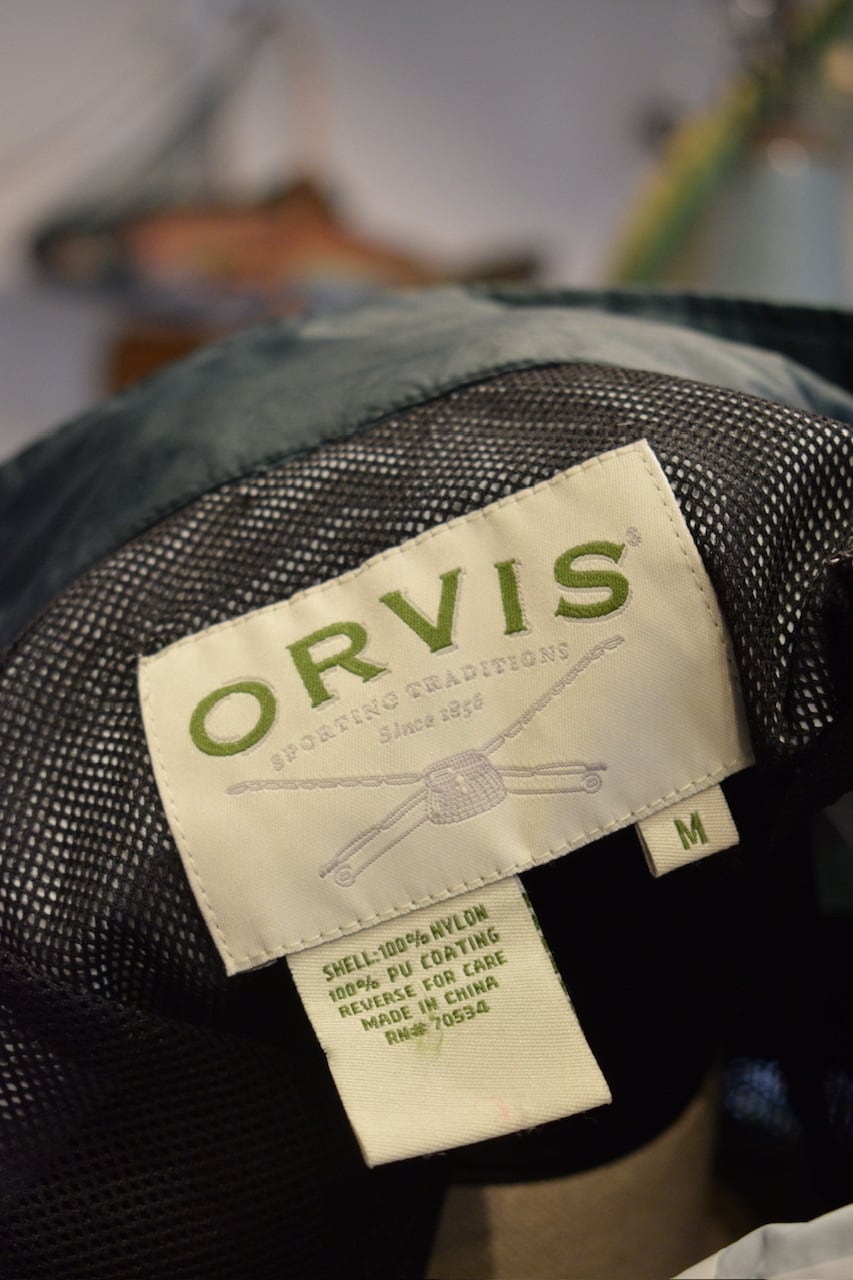 ORVIS®
SPORTING TRADITIONS
Since 1856
M
SHELL:100% NYLON
100% PU COATING
REVERSE FOR CARE
MADE IN CHINA
RN# 70534